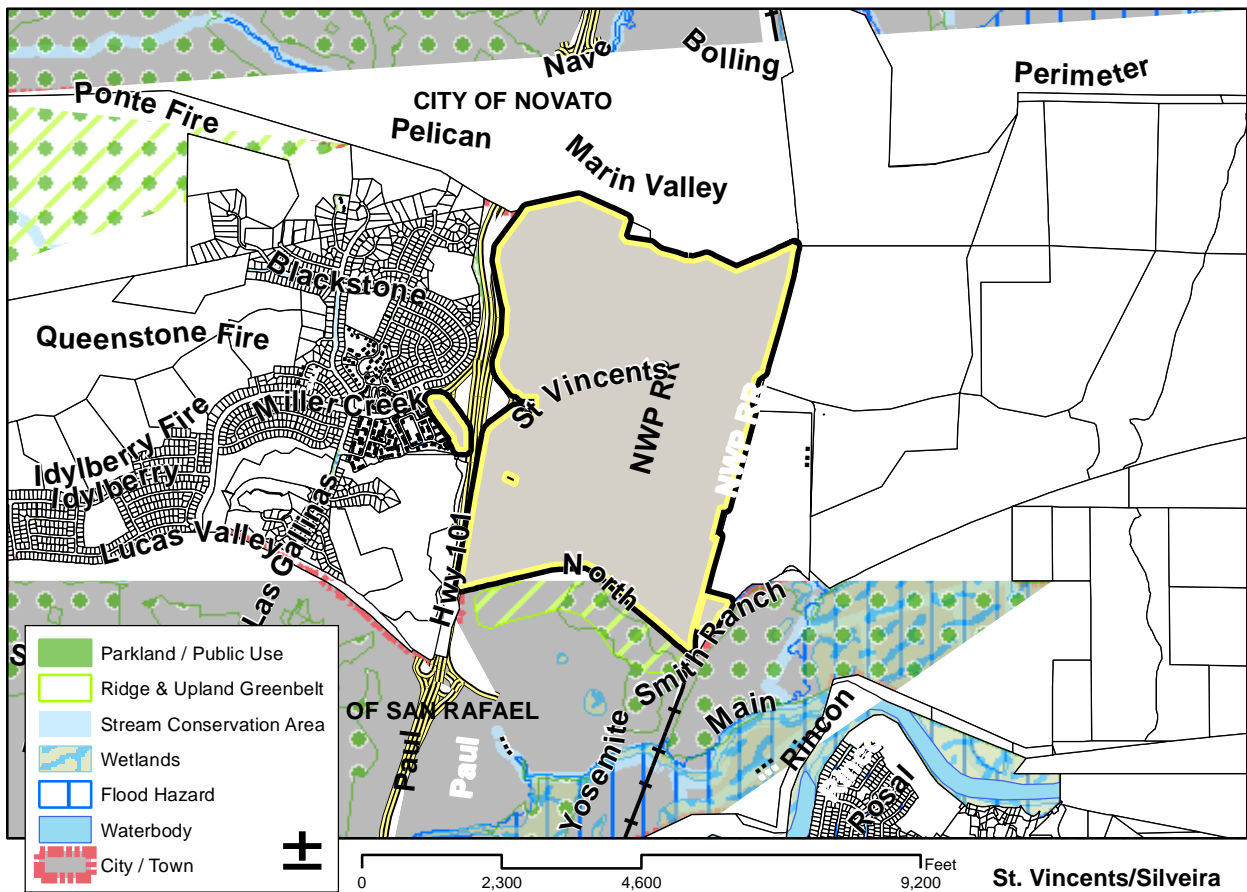 Nave
Bolling
Perimeter
Ponte Fire
CITY OF NOVATO
Pelican
Marin Valley
Blackstone
Queenstone Fire
St Vincents
NWP RR
NWP RR
Miller Creek
Idylberry Fire
Idylberry
Lucas Valley
Las Gallinas
Hwy 101
North
Smith Ranch
Main
Rincon
OF SAN RAFAEL
Paul
Paul
Yosemite
Rosal
Parkland / Public Use
Ridge & Upland Greenbelt
Stream Conservation Area
Wetlands
Flood Hazard
Waterbody
City / Town
Feet
0 2,300 4,600 9,200
St. Vincents/Silveira